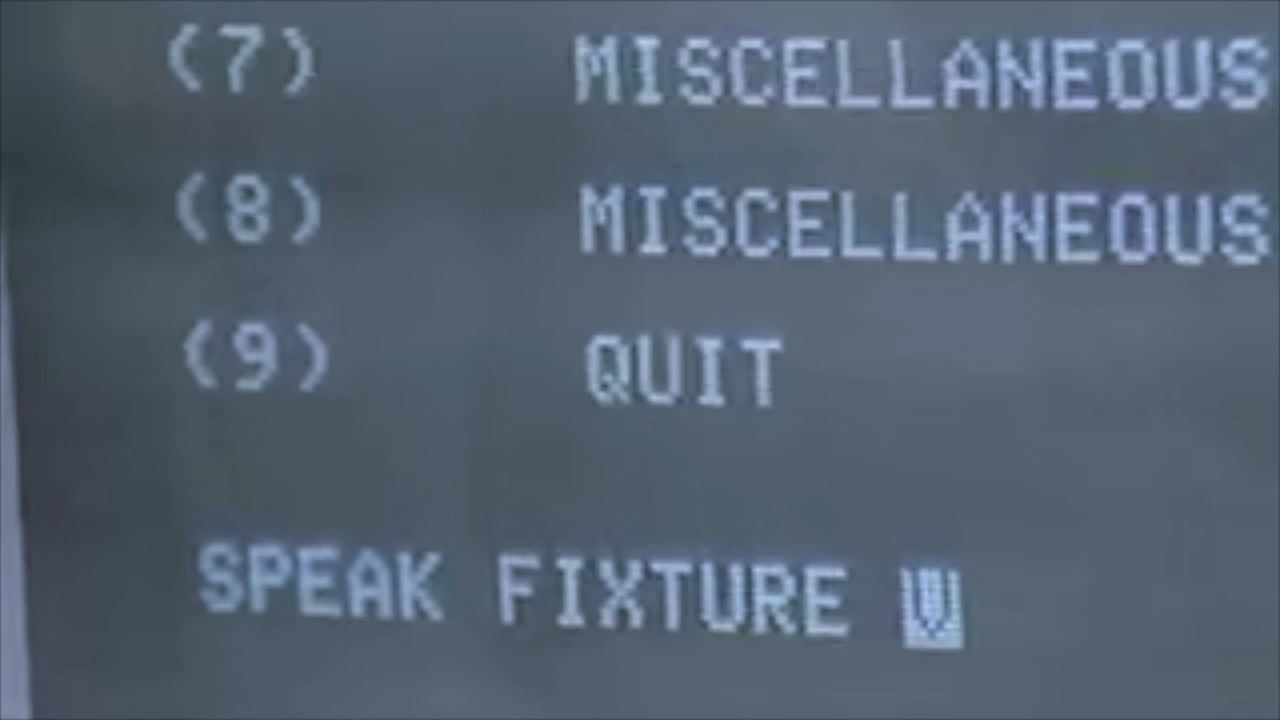 (7) MISCELLANEOUS
(8) MISCELLANEOUS
(9) QUIT
SPEAK FIXTURE